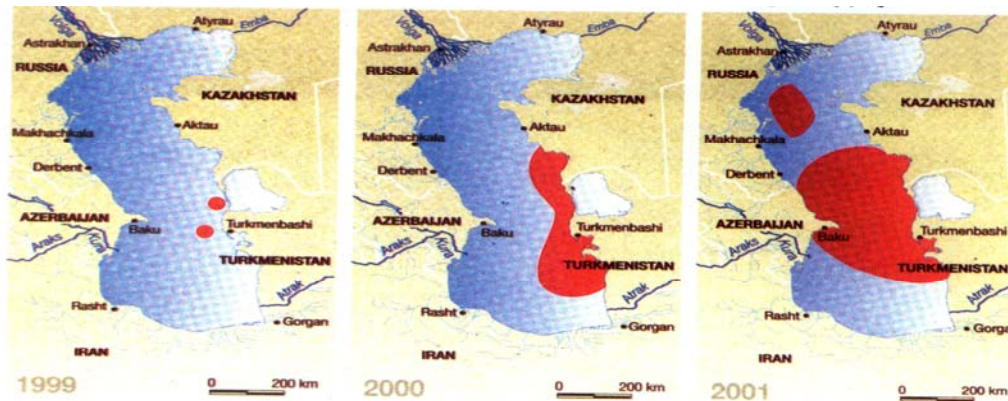 Atyrau
Volga
Emba
Astrakhan
RUSSIA
KAZAKHSTAN
Makhachkala
Aktau
Derbent
AZERBAIJAN
Baku
Turkmenbashi
Araks
Kura
TURKMENISTAN
Atrak
Rasht
Gorgan
IRAN
1999
0 200 km
Atyrau
Volga
Emba
Astrakhan
RUSSIA
KAZAKHSTAN
Makhachkala
Aktau
Derbent
AZERBAIJAN
Baku
Turkmenbashi
Araks
Kura
TURKMENISTAN
Atrak
Rasht
Gorgan
IRAN
2000
0 200 km
Atyrau
Volga
Emba
Astrakhan
RUSSIA
KAZAKHSTAN
Makhachkala
Aktau
Derbent
AZERBAIJAN
Baku
Turkmenbashi
Araks
Kura
TURKMENISTAN
Atrak
Rasht
Gorga
IRAN
2001
0 200 km